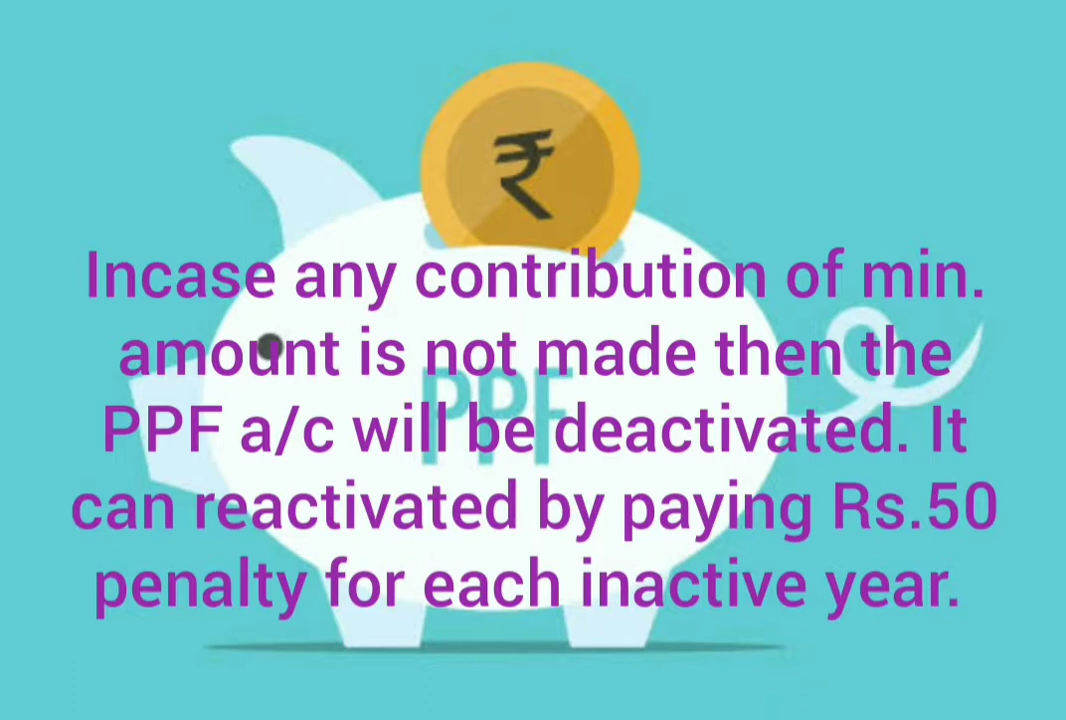 ₹
Incase any contribution of min.
amount is not made then the
PPF a/c will be deactivated. It
can reactivated by paying Rs.50
penalty for each inactive year.
PPF